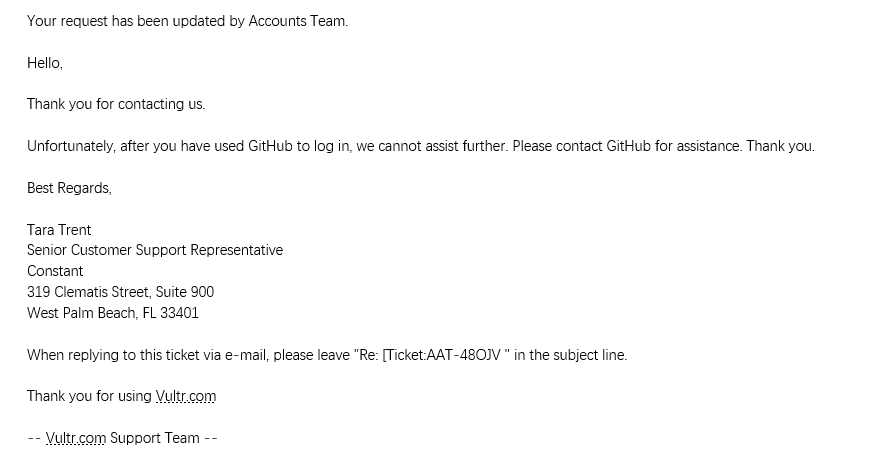 Your request has been updated by Accounts Team.
Hello,
Thank you for contacting us.
Unfortunately, after you have used GitHub to log in, we cannot assist further. Please contact GitHub for assistance. Thank you.
Best Regards,
Tara Trent
Senior Customer Support Representative
Constant
319 Clematis Street, Suite 900
West Palm Beach, FL 33401
When replying to this ticket via e-mail, please leave "Re: [Ticket:AAT-48OJV " in the subject line.
Thank you for using Vultr.com
-- Vultr.com Support Team --